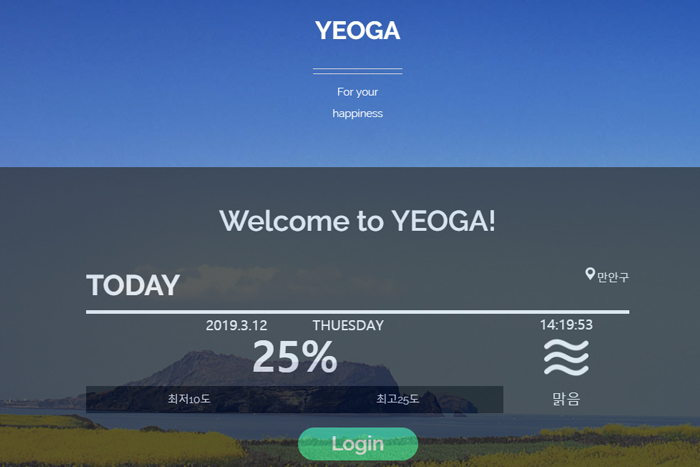 YEOGA
For your
happiness
Welcome to YEOGA!
TODAY
만안구
2019.3.12 THUESDAY 14:19:53
25%
최저10도 최고25도 맑음
Login